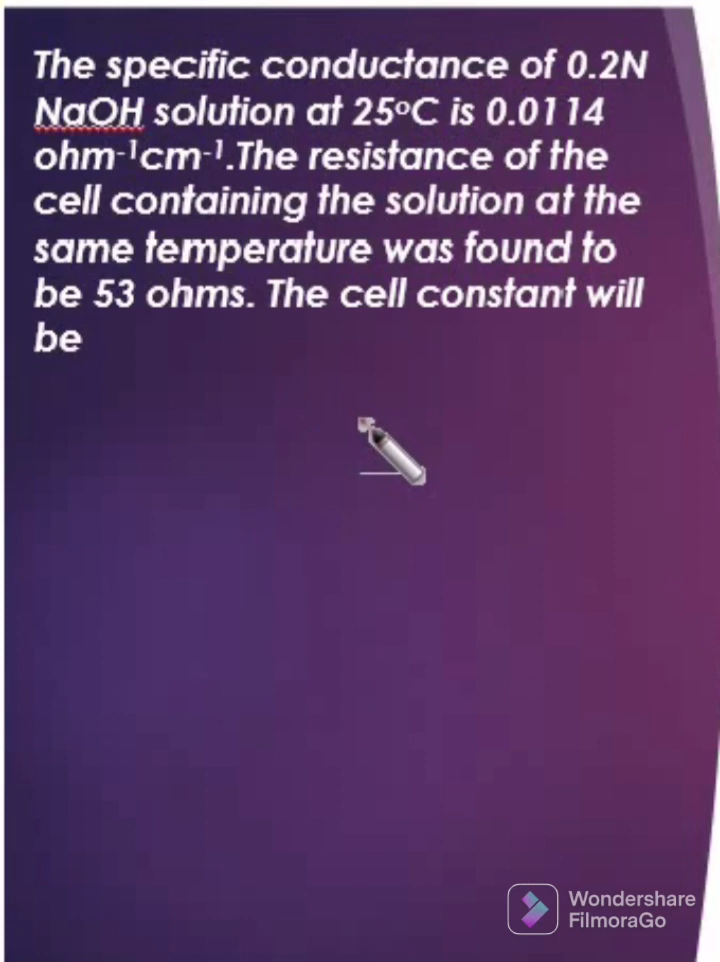 The specific conductance of 0.2N
NaOH solution at 25°C is 0.0114
ohm⁻¹cm⁻¹.The resistance of the
cell containing the solution at the
same temperature was found to
be 53 ohms. The cell constant will
be
Wondershare
FilmoraGo